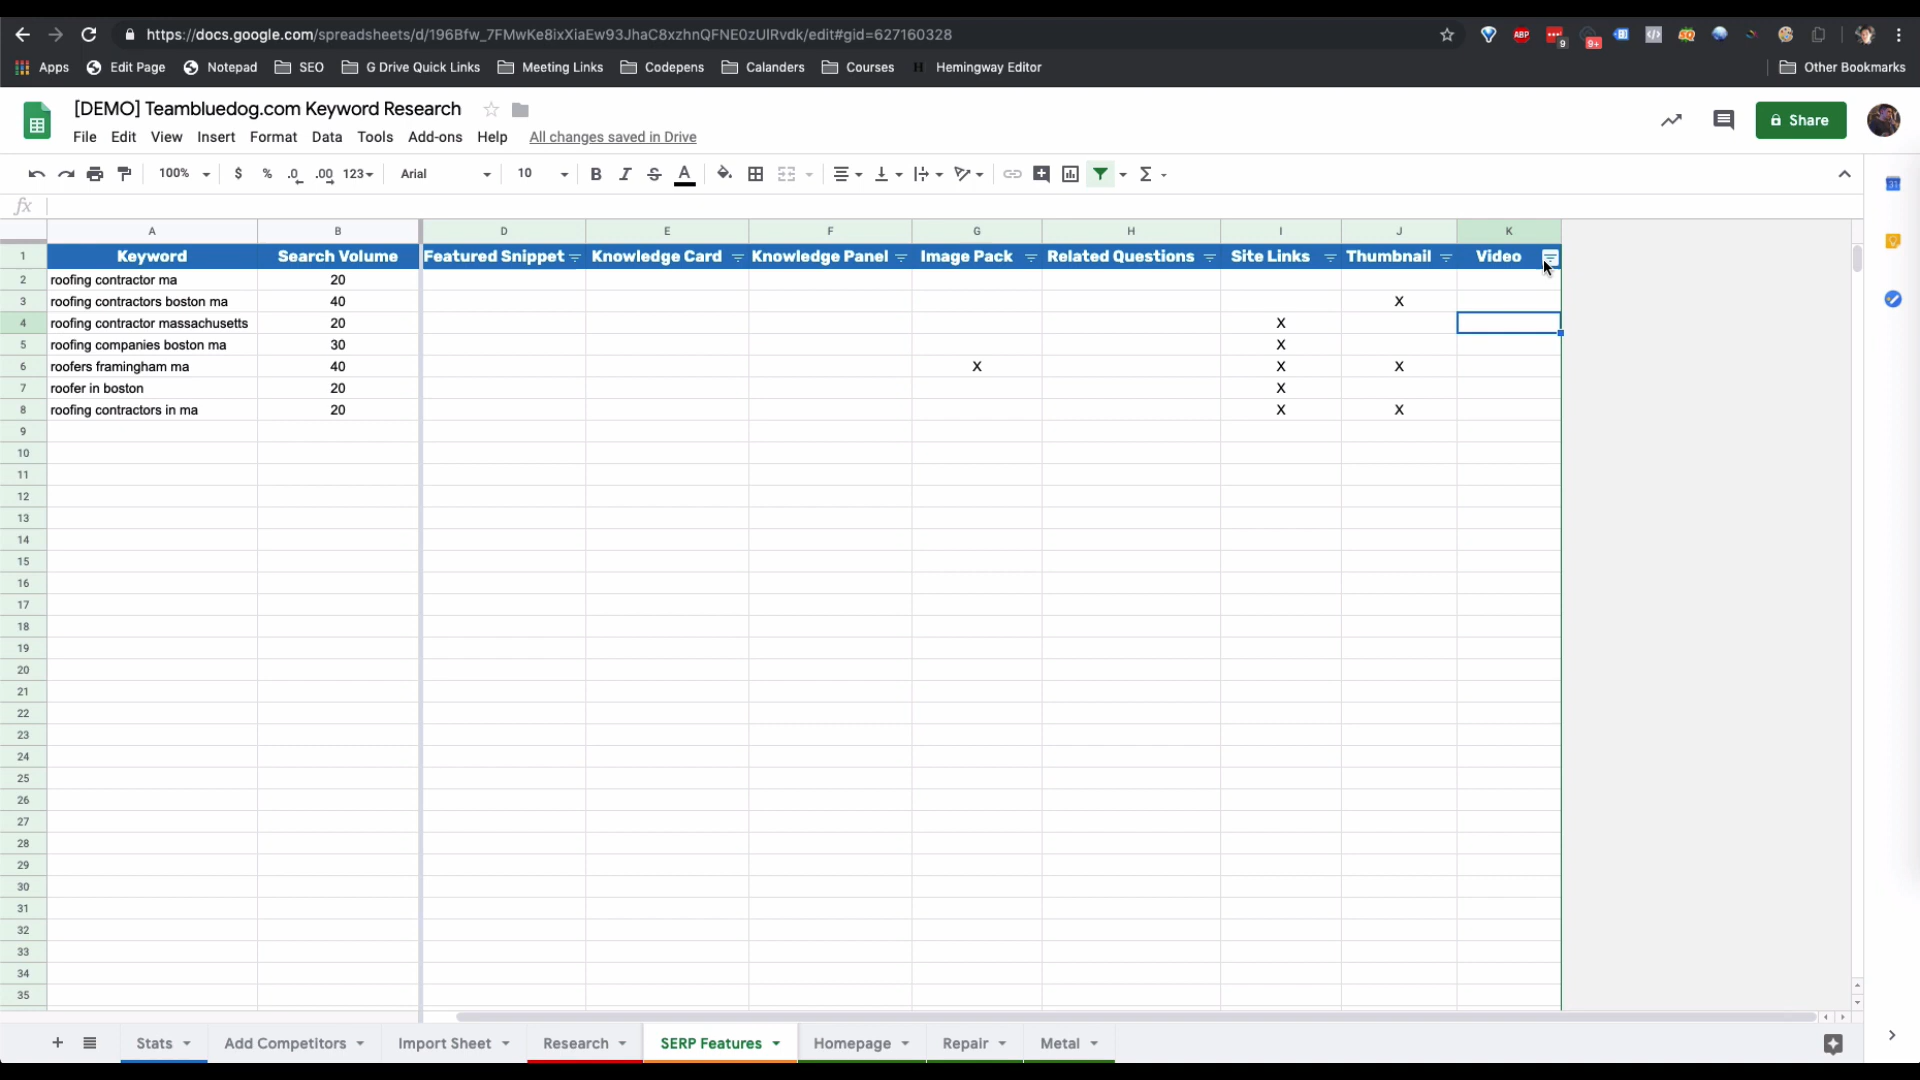 https://docs.google.com/spreadsheets/d/196Bfw_7FMwKe8ixXiaEw93JhaC8xzhnQFNE0zUlRvdk/edit#gid=627160328
ABP 9 9+
Apps Edit Page Notepad SEO G Drive Quick Links Meeting Links Codepens Calanders Courses H Hemingway Editor Other Bookmarks
[DEMO] Teambluedog.com Keyword Research
Share
File Edit View Insert Format Data Tools Add-ons Help All changes saved in Drive
100% $ % .0 .00 123 Arial 10 B I S A Σ
31
fx
A B D E F G H I J K
1 Keyword Search Volume Featured Snippet Knowledge Card Knowledge Panel Image Pack Related Questions Site Links Thumbnail Video
2 roofing contractor ma 20
3 roofing contractors boston ma 40 X
4 roofing contractor massachusetts 20 X
5 roofing companies boston ma 30 X
6 roofers framingham ma 40 X X X
7 roofer in boston 20 X
8 roofing contractors in ma 20 X X
9
10
11
12
13
14
15
16
17
18
19
20
21
22
23
24
25
26
27
28
29
30
31
32
33
34
35
+ Stats Add Competitors Import Sheet Research SERP Features Homepage Repair Metal